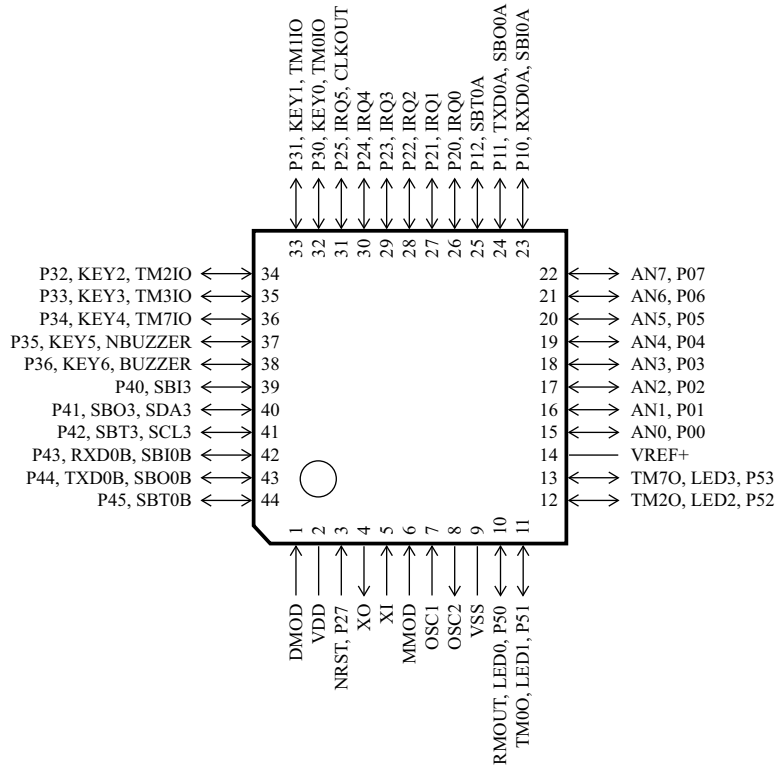 P31, KEY1, TM1IO
P30, KEY0, TM0IO
P25, IRQ5, CLKOUT
P24, IRQ4
P23, IRQ3
P22, IRQ2
P21, IRQ1
P20, IRQ0
P12, SBT0A
P11, TXD0A, SBO0A
P10, RXD0A, SBI0A
33
32
31
30
29
28
27
26
25
24
23
P32, KEY2, TM2IO 34
P33, KEY3, TM3IO 35
P34, KEY4, TM7IO 36
P35, KEY5, NBUZZER 37
P36, KEY6, BUZZER 38
P40, SBI3 39
P41, SBO3, SDA3 40
P42, SBT3, SCL3 41
P43, RXD0B, SBI0B 42
P44, TXD0B, SBO0B 43
P45, SBT0B 44
22 AN7, P07
21 AN6, P06
20 AN5, P05
19 AN4, P04
18 AN3, P03
17 AN2, P02
16 AN1, P01
15 AN0, P00
14 VREF+
13 TM7O, LED3, P53
12 TM2O, LED2, P52
1
2
3
4
5
6
7
8
9
10
11
DMOD
VDD
NRST, P27
XO
XI
MMOD
OSC1
OSC2
VSS
RMOUT, LED0, P50
TM0O, LED1, P51